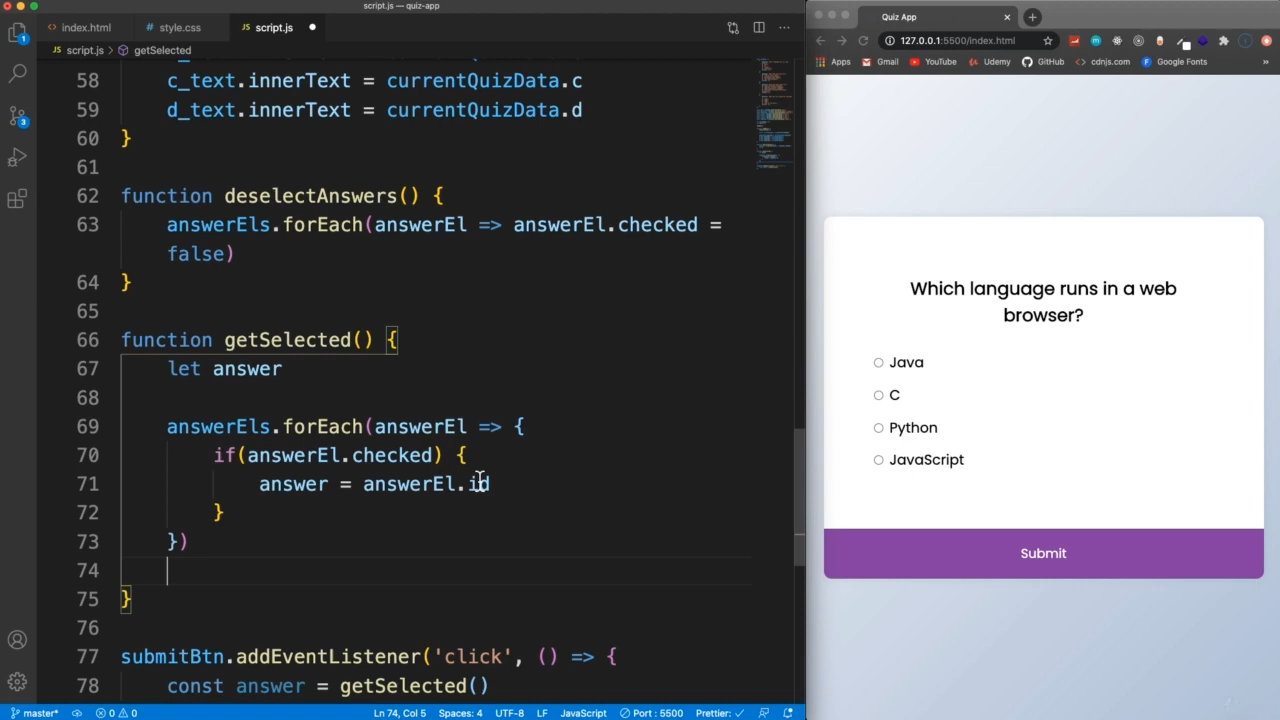 script.js — quiz-app
index.html
style.css
JS script.js
JS script.js > getSelected
58 c_text.innerText = currentQuizData.c
59 d_text.innerText = currentQuizData.d
60 }
61
62 function deselectAnswers() {
63 answerEls.forEach(answerEl => answerEl.checked =
false)
64 }
65
66 function getSelected() {
67 let answer
68
69 answerEls.forEach(answerEl => {
70 if(answerEl.checked) {
71 answer = answerEl.id
72 }
73 })
74
75 }
76
77 submitBtn.addEventListener('click', () => {
78 const answer = getSelected()
1
3
master*
0 0
Ln 74, Col 5
Spaces: 4
UTF-8
LF
JavaScript
Port : 5500
Prettier: ✓
Quiz App
127.0.0.1:5500/index.html
Apps
Gmail
YouTube
Udemy
GitHub
cdnjs.com
Google Fonts
»
Which language runs in a web
browser?
Java
C
Python
JavaScript
Submit